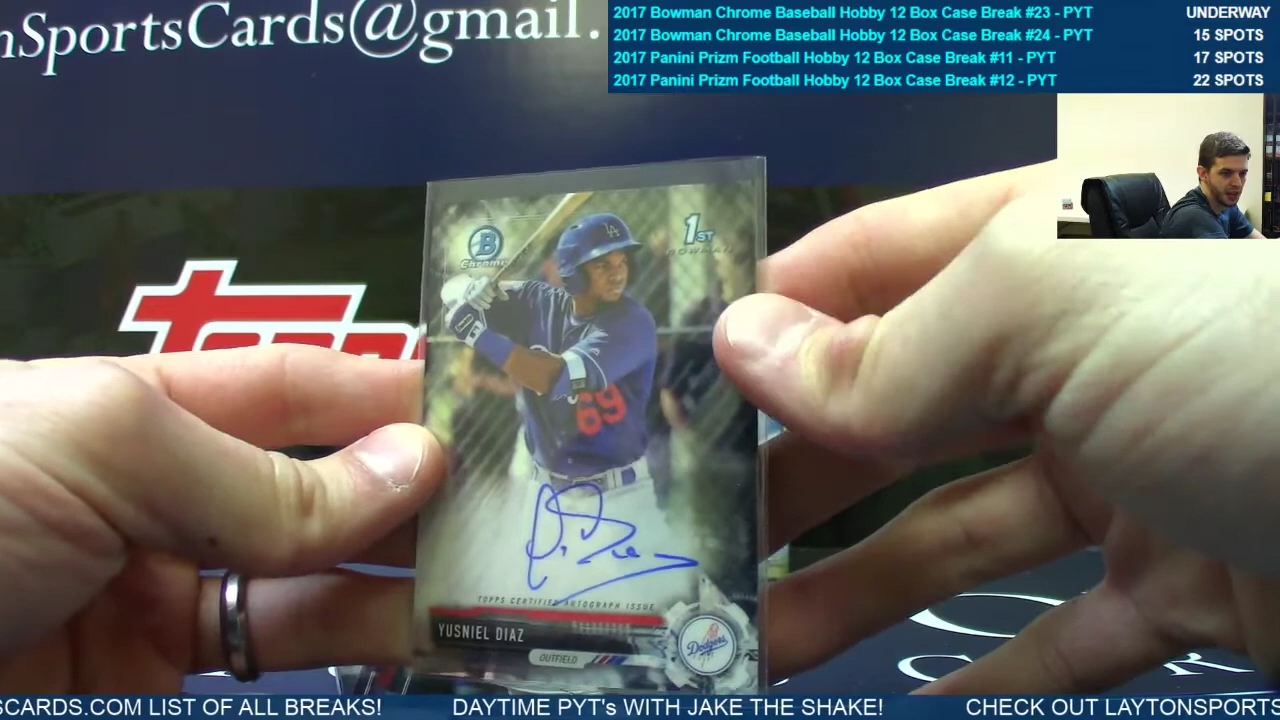 nSportsCards@gmail.
2017 Bowman Chrome Baseball Hobby 12 Box Case Break #23 - PYT UNDERWAY
2017 Bowman Chrome Baseball Hobby 12 Box Case Break #24 - PYT 15 SPOTS
2017 Panini Prizm Football Hobby 12 Box Case Break #11 - PYT 17 SPOTS
2017 Panini Prizm Football Hobby 12 Box Case Break #12 - PYT 22 SPOTS
B
Chrome
1ST
BOWMAN
LA
69
TOPPS CERTIFIED AUTOGRAPH ISSUE
YUSNIEL DIAZ
OUTFIELD
Dodgers
SCARDS.COM LIST OF ALL BREAKS! DAYTIME PYT's WITH JAKE THE SHAKE! CHECK OUT LAYTONSPORTS